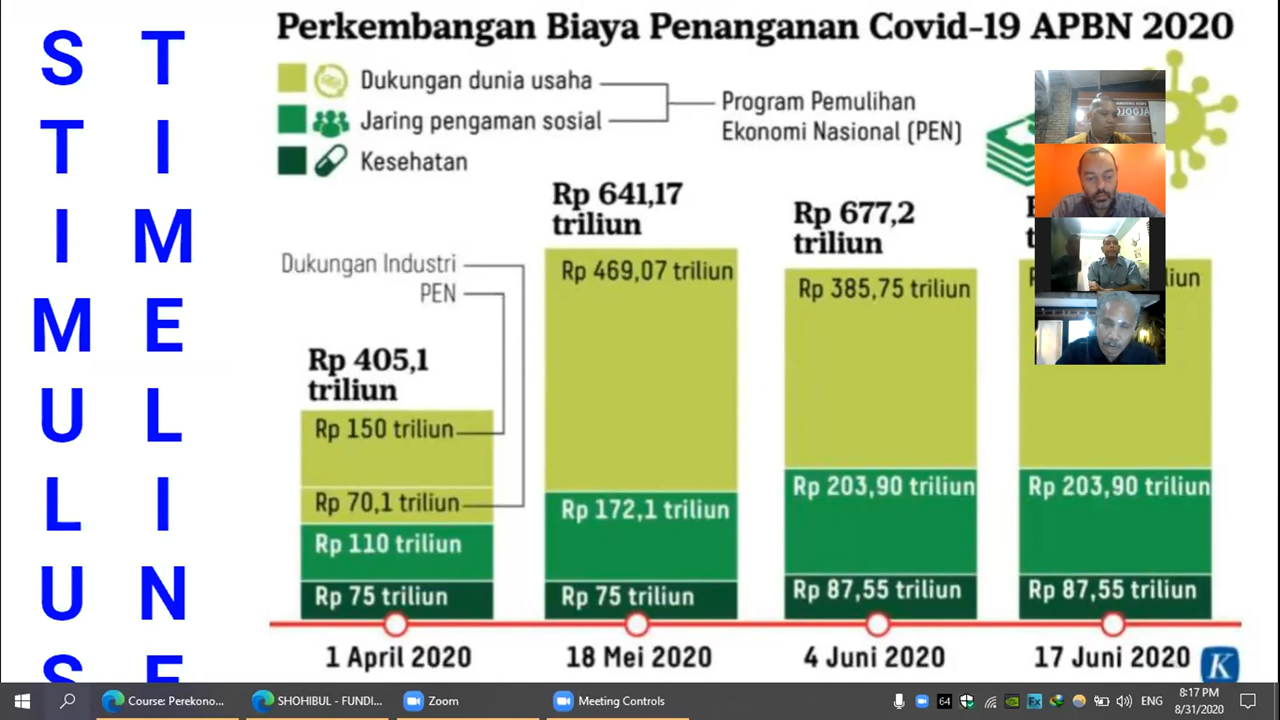 STIMULUS
TIMELINE
Perkembangan Biaya Penanganan Covid-19 APBN 2020
Dukungan dunia usaha
Jaring pengaman sosial
Kesehatan
Program Pemulihan
Ekonomi Nasional (PEN)
Dukungan Industri
PEN
Rp 405,1
triliun
Rp 150 triliun
Rp 70,1 triliun
Rp 110 triliun
Rp 75 triliun
Rp 641,17
triliun
Rp 469,07 triliun
Rp 172,1 triliun
Rp 75 triliun
Rp 677,2
triliun
Rp 385,75 triliun
Rp 203,90 triliun
Rp 87,55 triliun
Rp 203,90 triliun
Rp 87,55 triliun
1 April 2020
18 Mei 2020
4 Juni 2020
17 Juni 2020
K
Course: Perekono...
SHOHIBUL - FUNDI...
Zoom
Meeting Controls
64
Fx
ENG
8:17 PM
8/31/2020